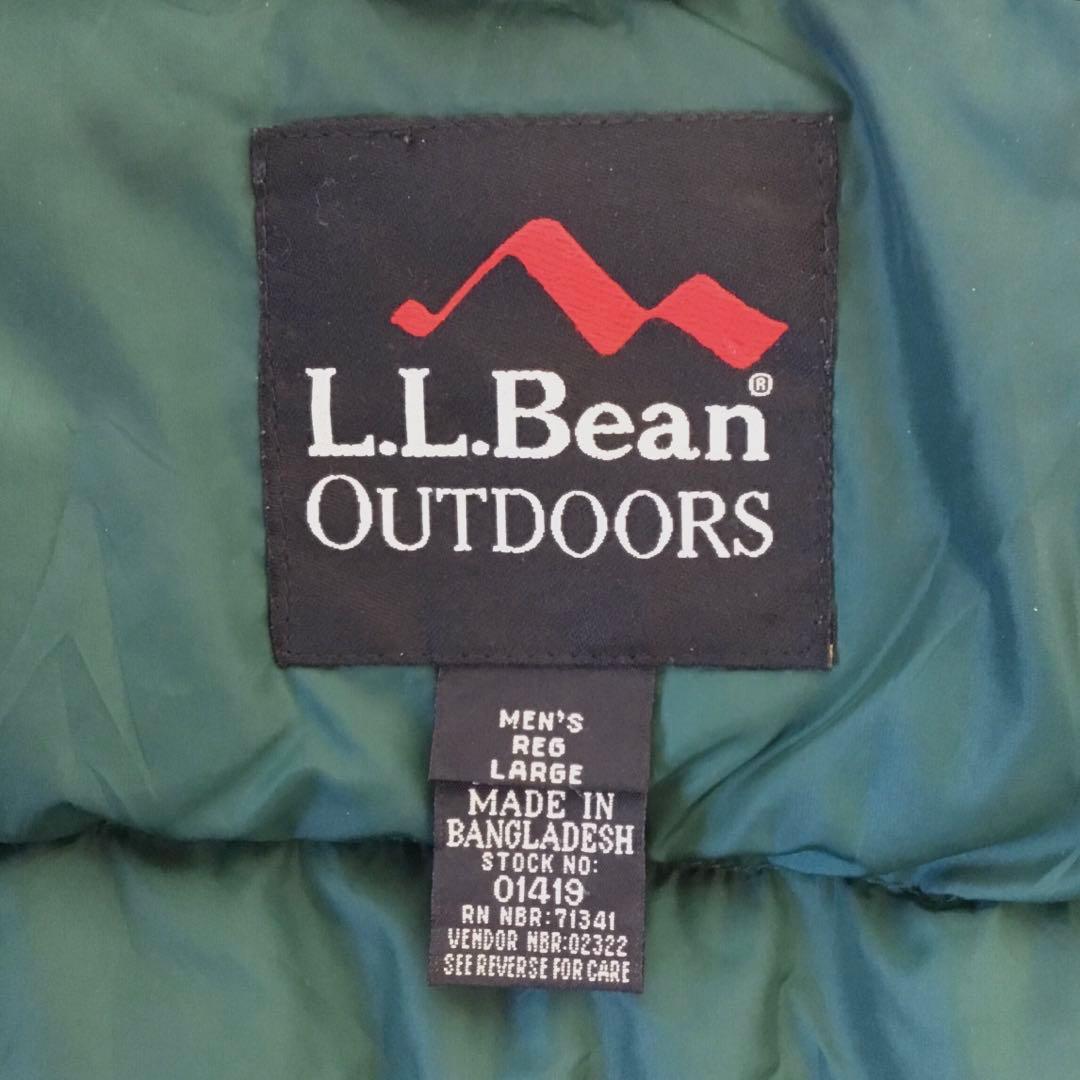 L.L.Bean®
OUTDOORS
MEN'S
REG
LARGE
MADE IN
BANGLADESH
STOCK NO:
01419
RN NBR:71341
VENDOR NBR:02322
SEE REVERSE FOR CARE